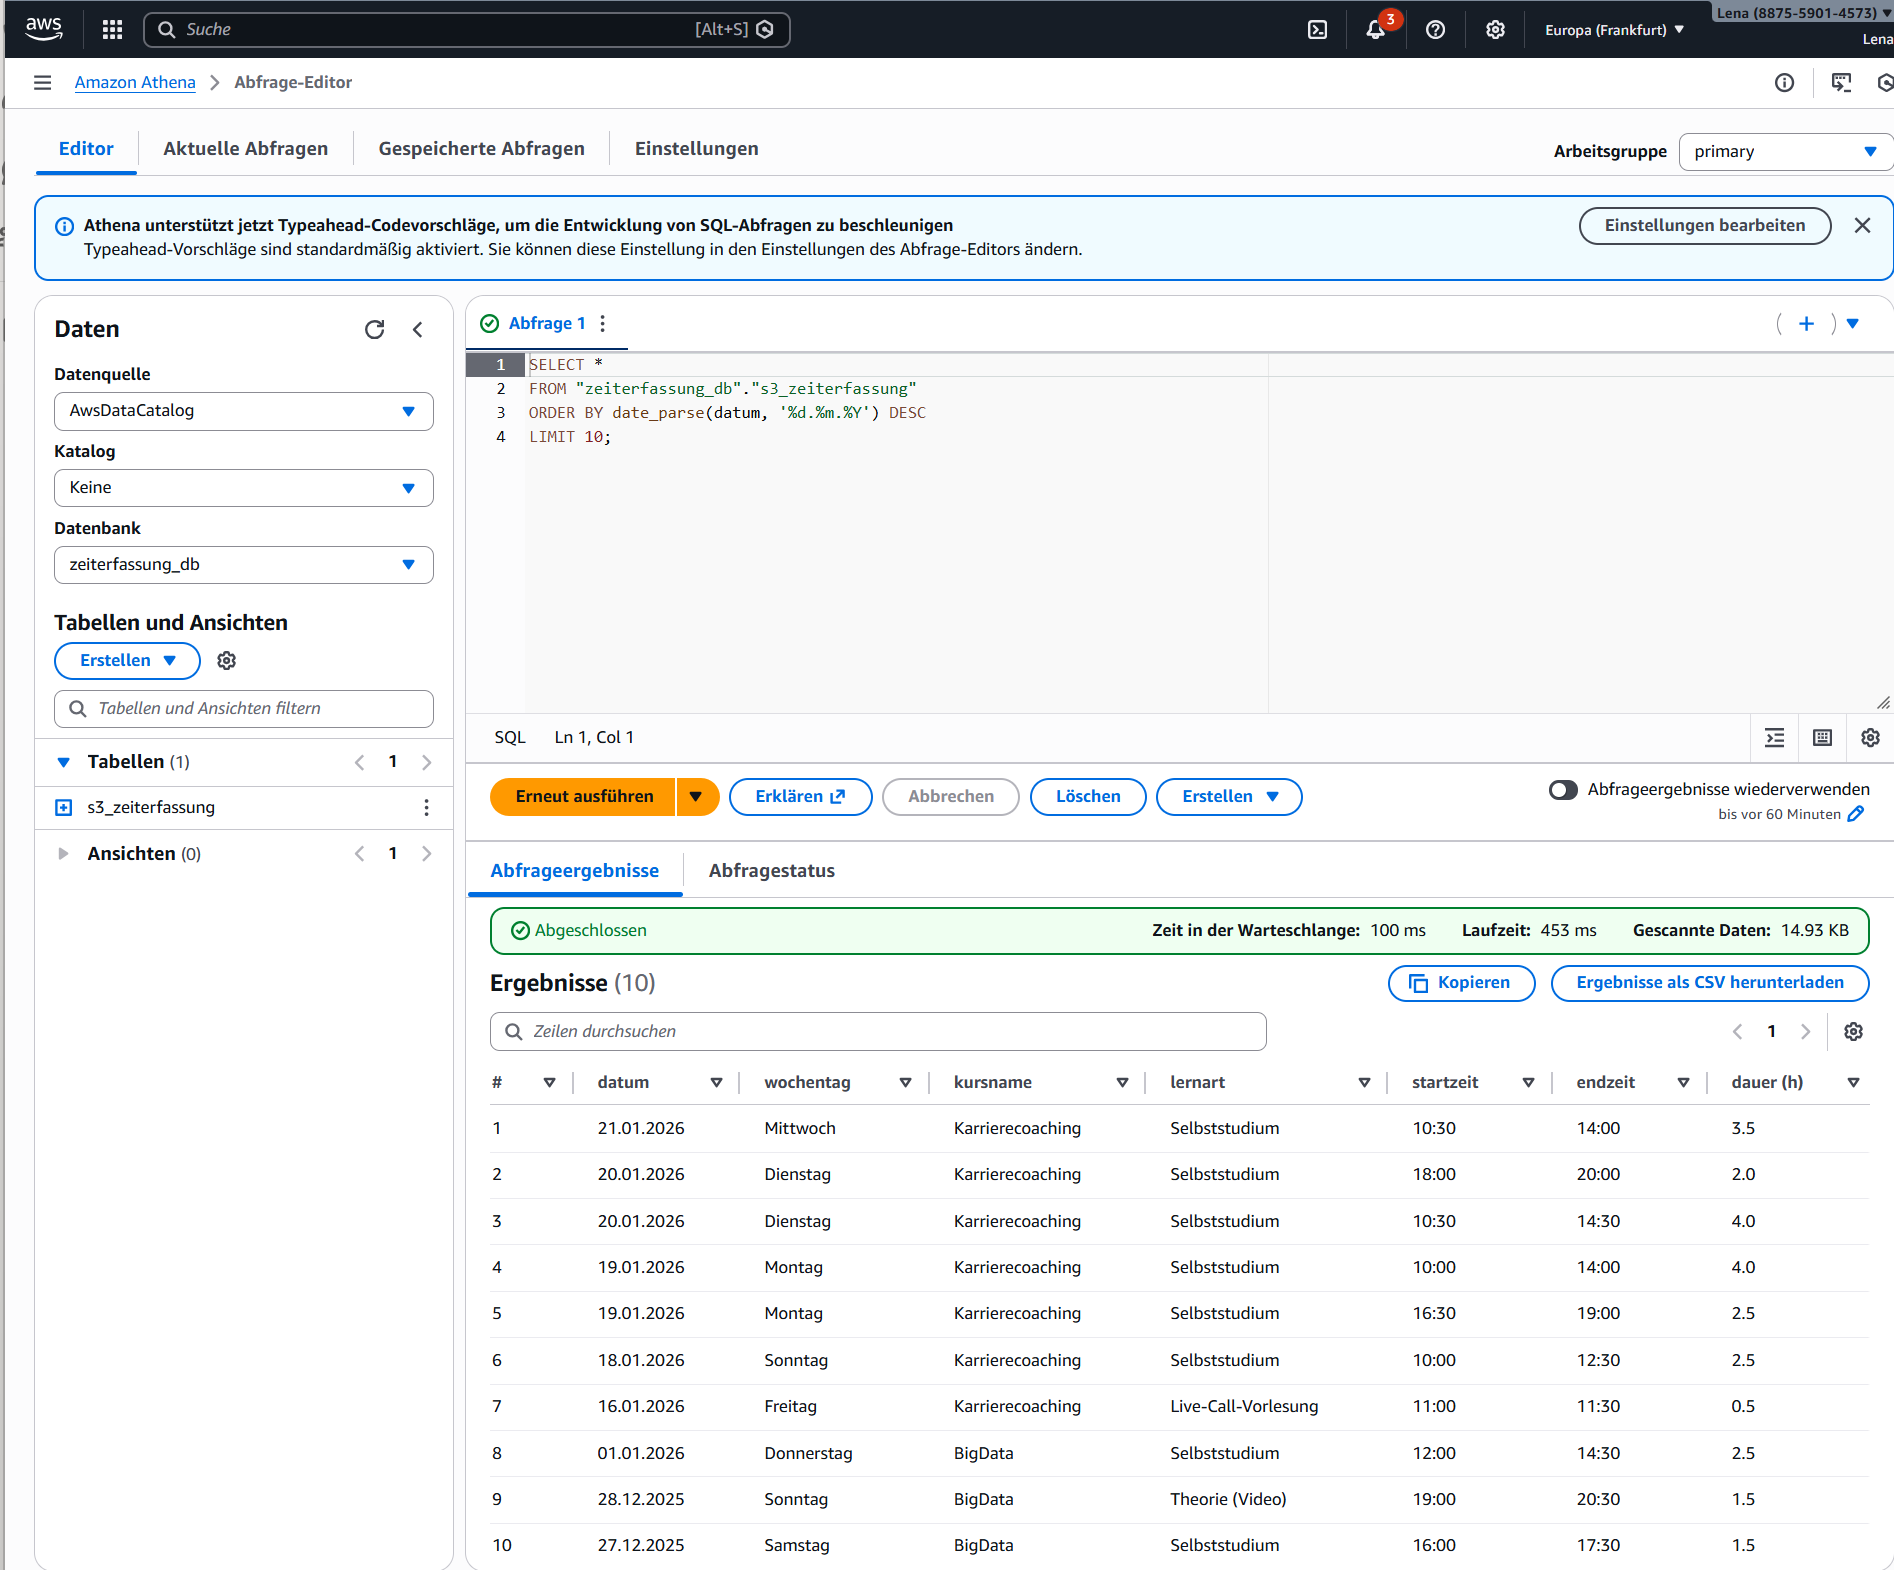 aws
Suche [Alt+S]
3
Europa (Frankfurt)
Lena (8875-5901-4573)
Lena
Amazon Athena > Abfrage-Editor
Editor
Aktuelle Abfragen
Gespeicherte Abfragen
Einstellungen
Arbeitsgruppe
primary
Athena unterstützt jetzt Typeahead-Codevorschläge, um die Entwicklung von SQL-Abfragen zu beschleunigen
Typeahead-Vorschläge sind standardmäßig aktiviert. Sie können diese Einstellung in den Einstellungen des Abfrage-Editors ändern.
Einstellungen bearbeiten
Daten
Datenquelle
AwsDataCatalog
Katalog
Keine
Datenbank
zeiterfassung_db
Tabellen und Ansichten
Erstellen
Tabellen und Ansichten filtern
Tabellen (1) 1
s3_zeiterfassung
Ansichten (0) 1
Abfrage 1
1 SELECT *
2 FROM "zeiterfassung_db"."s3_zeiterfassung"
3 ORDER BY date_parse(datum, '%d.%m.%Y') DESC
4 LIMIT 10;
SQL Ln 1, Col 1
Erneut ausführen
Erklären
Abbrechen
Löschen
Erstellen
Abfrageergebnisse wiederverwenden
bis vor 60 Minuten
Abfrageergebnisse
Abfragestatus
Abgeschlossen
Zeit in der Warteschlange: 100 ms Laufzeit: 453 ms Gescannte Daten: 14.93 KB
Ergebnisse (10)
Kopieren
Ergebnisse als CSV herunterladen
Zeilen durchsuchen
1
# datum wochentag kursname lernart startzeit endzeit dauer (h)
1 21.01.2026 Mittwoch Karrierecoaching Selbststudium 10:30 14:00 3.5
2 20.01.2026 Dienstag Karrierecoaching Selbststudium 18:00 20:00 2.0
3 20.01.2026 Dienstag Karrierecoaching Selbststudium 10:30 14:30 4.0
4 19.01.2026 Montag Karrierecoaching Selbststudium 10:00 14:00 4.0
5 19.01.2026 Montag Karrierecoaching Selbststudium 16:30 19:00 2.5
6 18.01.2026 Sonntag Karrierecoaching Selbststudium 10:00 12:30 2.5
7 16.01.2026 Freitag Karrierecoaching Live-Call-Vorlesung 11:00 11:30 0.5
8 01.01.2026 Donnerstag BigData Selbststudium 12:00 14:30 2.5
9 28.12.2025 Sonntag BigData Theorie (Video) 19:00 20:30 1.5
10 27.12.2025 Samstag BigData Selbststudium 16:00 17:30 1.5